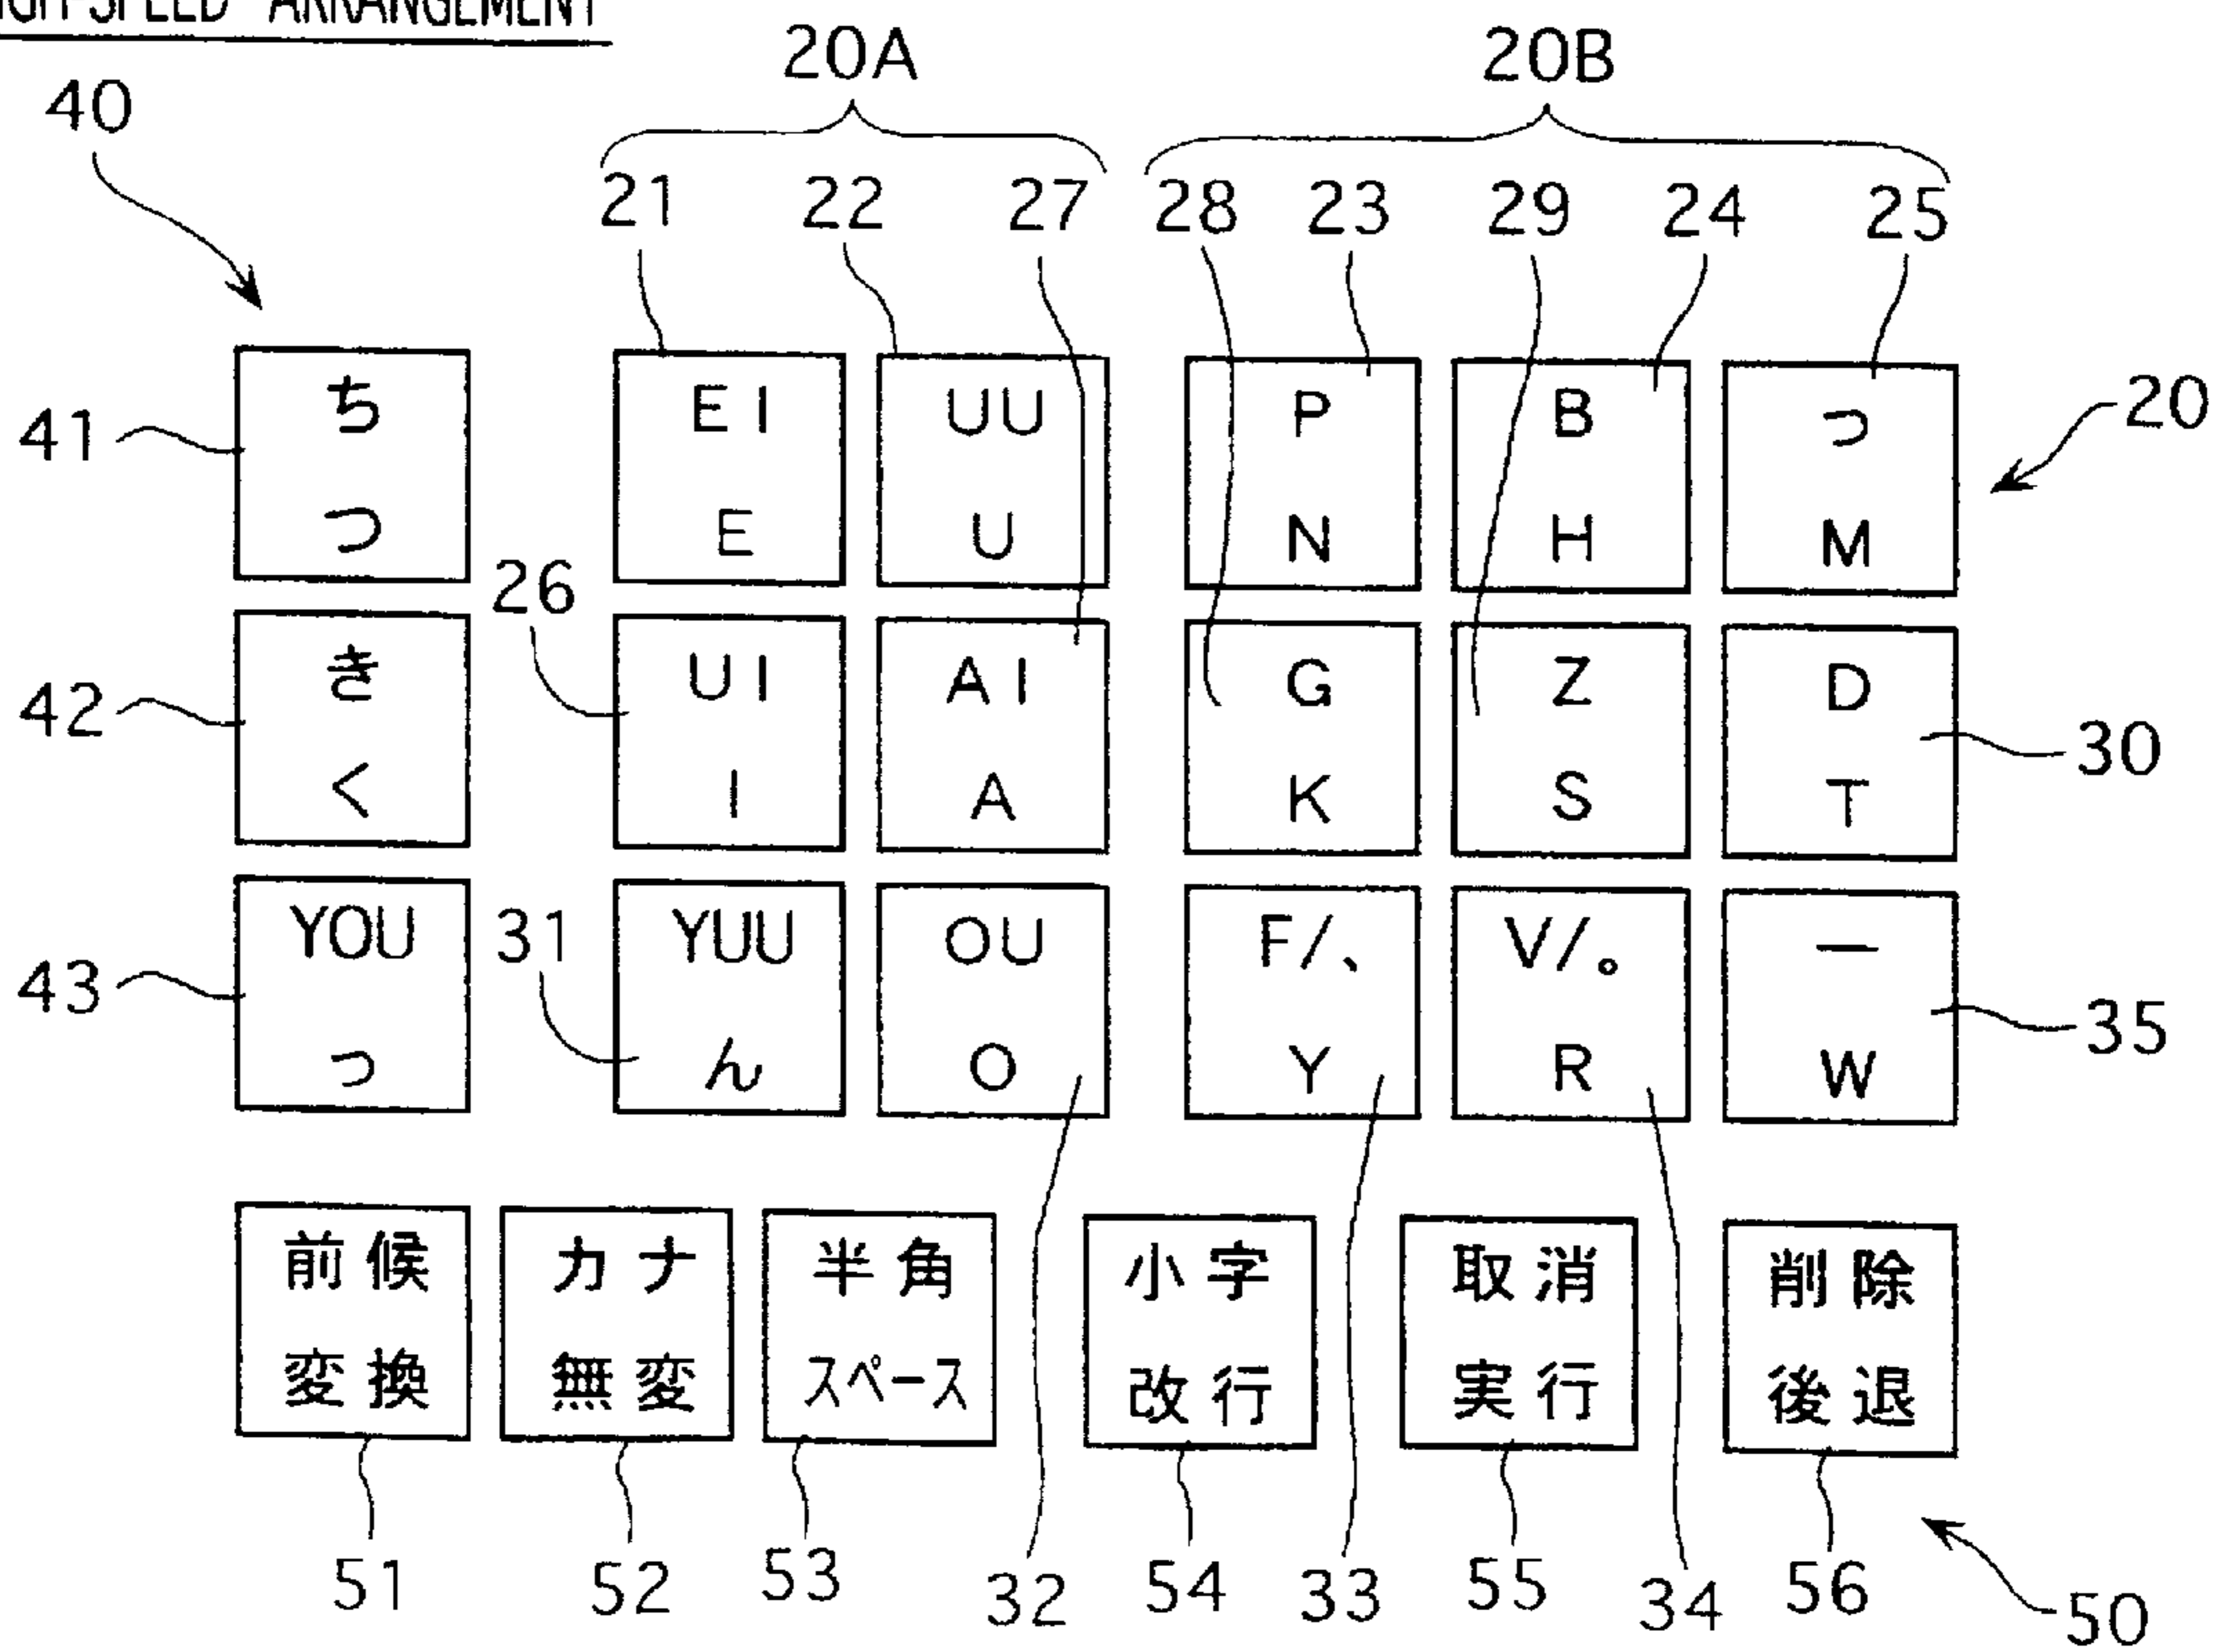 ARRANGEMENT
20A 20B
40
21 22 27 28 23 29 24 25
ち EI UU P B っ
20
41
つ E U N H M
26
き UI AI G Z D
42
30
く I A K S T
YOU 31 YUU OU F/、 V/。 ー
43
35
っ ん O Y R W
前候 カナ 半角 小字 取消 削除
変換 無変 スペース 改行 実行 後退
51 52 53 32 54 33 55 34 56
50